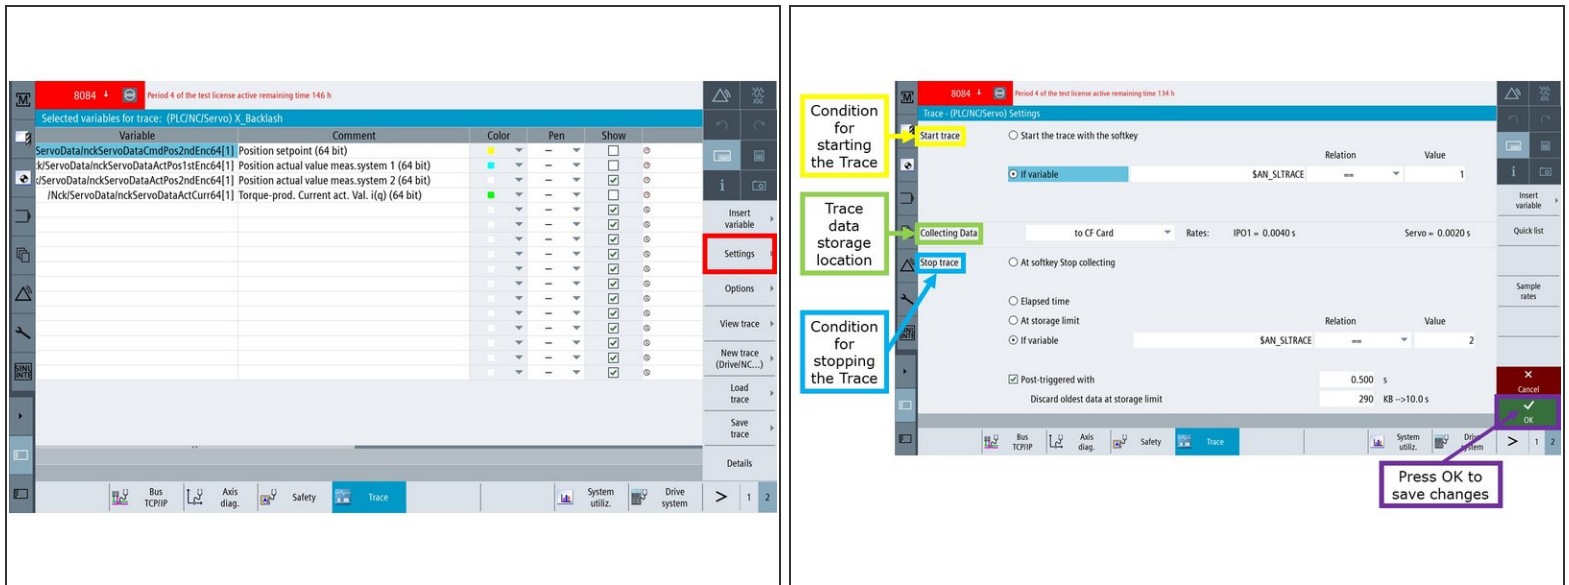 8084 ↓ Period 4 of the test license active remaining time 146 h
Selected variables for trace: (PLC/NC/Servo) X_Backlash
Variable Comment Color Pen Show
ServoData/nckServoDataCmdPos2ndEnc64[1] Position setpoint (64 bit)
k/ServoData/nckServoDataActPos1stEnc64[1] Position actual value meas.system 1 (64 bit)
/ServoData/nckServoDataActPos2ndEnc64[1] Position actual value meas.system 2 (64 bit)
/Nck/ServoData/nckServoDataActCurr64[1] Torque-prod. Current act. Val. i(q) (64 bit)
M
JOG
i
Insert
variable
Settings
Options
View trace
New trace
(Drive/NC...)
Load
trace
Save
trace
Details
SINU
INTE
Bus
TCP/IP
Axis
diag.
Safety
Trace
System
utiliz.
Drive
system
> 1 2
Condition
for
starting
the Trace
Trace
data
storage
location
Condition
for
stopping
the Trace
8084 ↓ Period 4 of the test license active remaining time 134 h
Trace - (PLC/NC/Servo) Settings
Start trace Start the trace with the softkey
Relation Value
If variable $AN_SLTRACE == 1
Collecting Data to CF Card Rates: IPO1 = 0.0040 s Servo = 0.0020 s
Stop trace At softkey Stop collecting
Elapsed time
At storage limit Relation Value
If variable $AN_SLTRACE == 2
Post-triggered with 0.500 s
Discard oldest data at storage limit 290 KB -->10.0 s
M
JOG
i
Insert
variable
Quick list
Sample
rates
Cancel
OK
Bus
TCP/IP
Axis
diag.
Safety
Trace
System
utiliz.
> 1 2
Press OK to
save changes